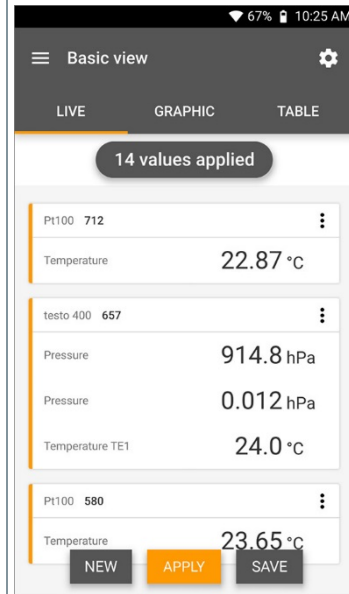 67% 10:25 AM
Basic view
LIVE GRAPHIC TABLE
14 values applied
Pt100 712
Temperature 22.87 °C
testo 400 657
Pressure 914.8 hPa
Pressure 0.012 hPa
Temperature TE1 24.0 °C
Pt100 580
Temperature 23.65 °C
NEW APPLY SAVE